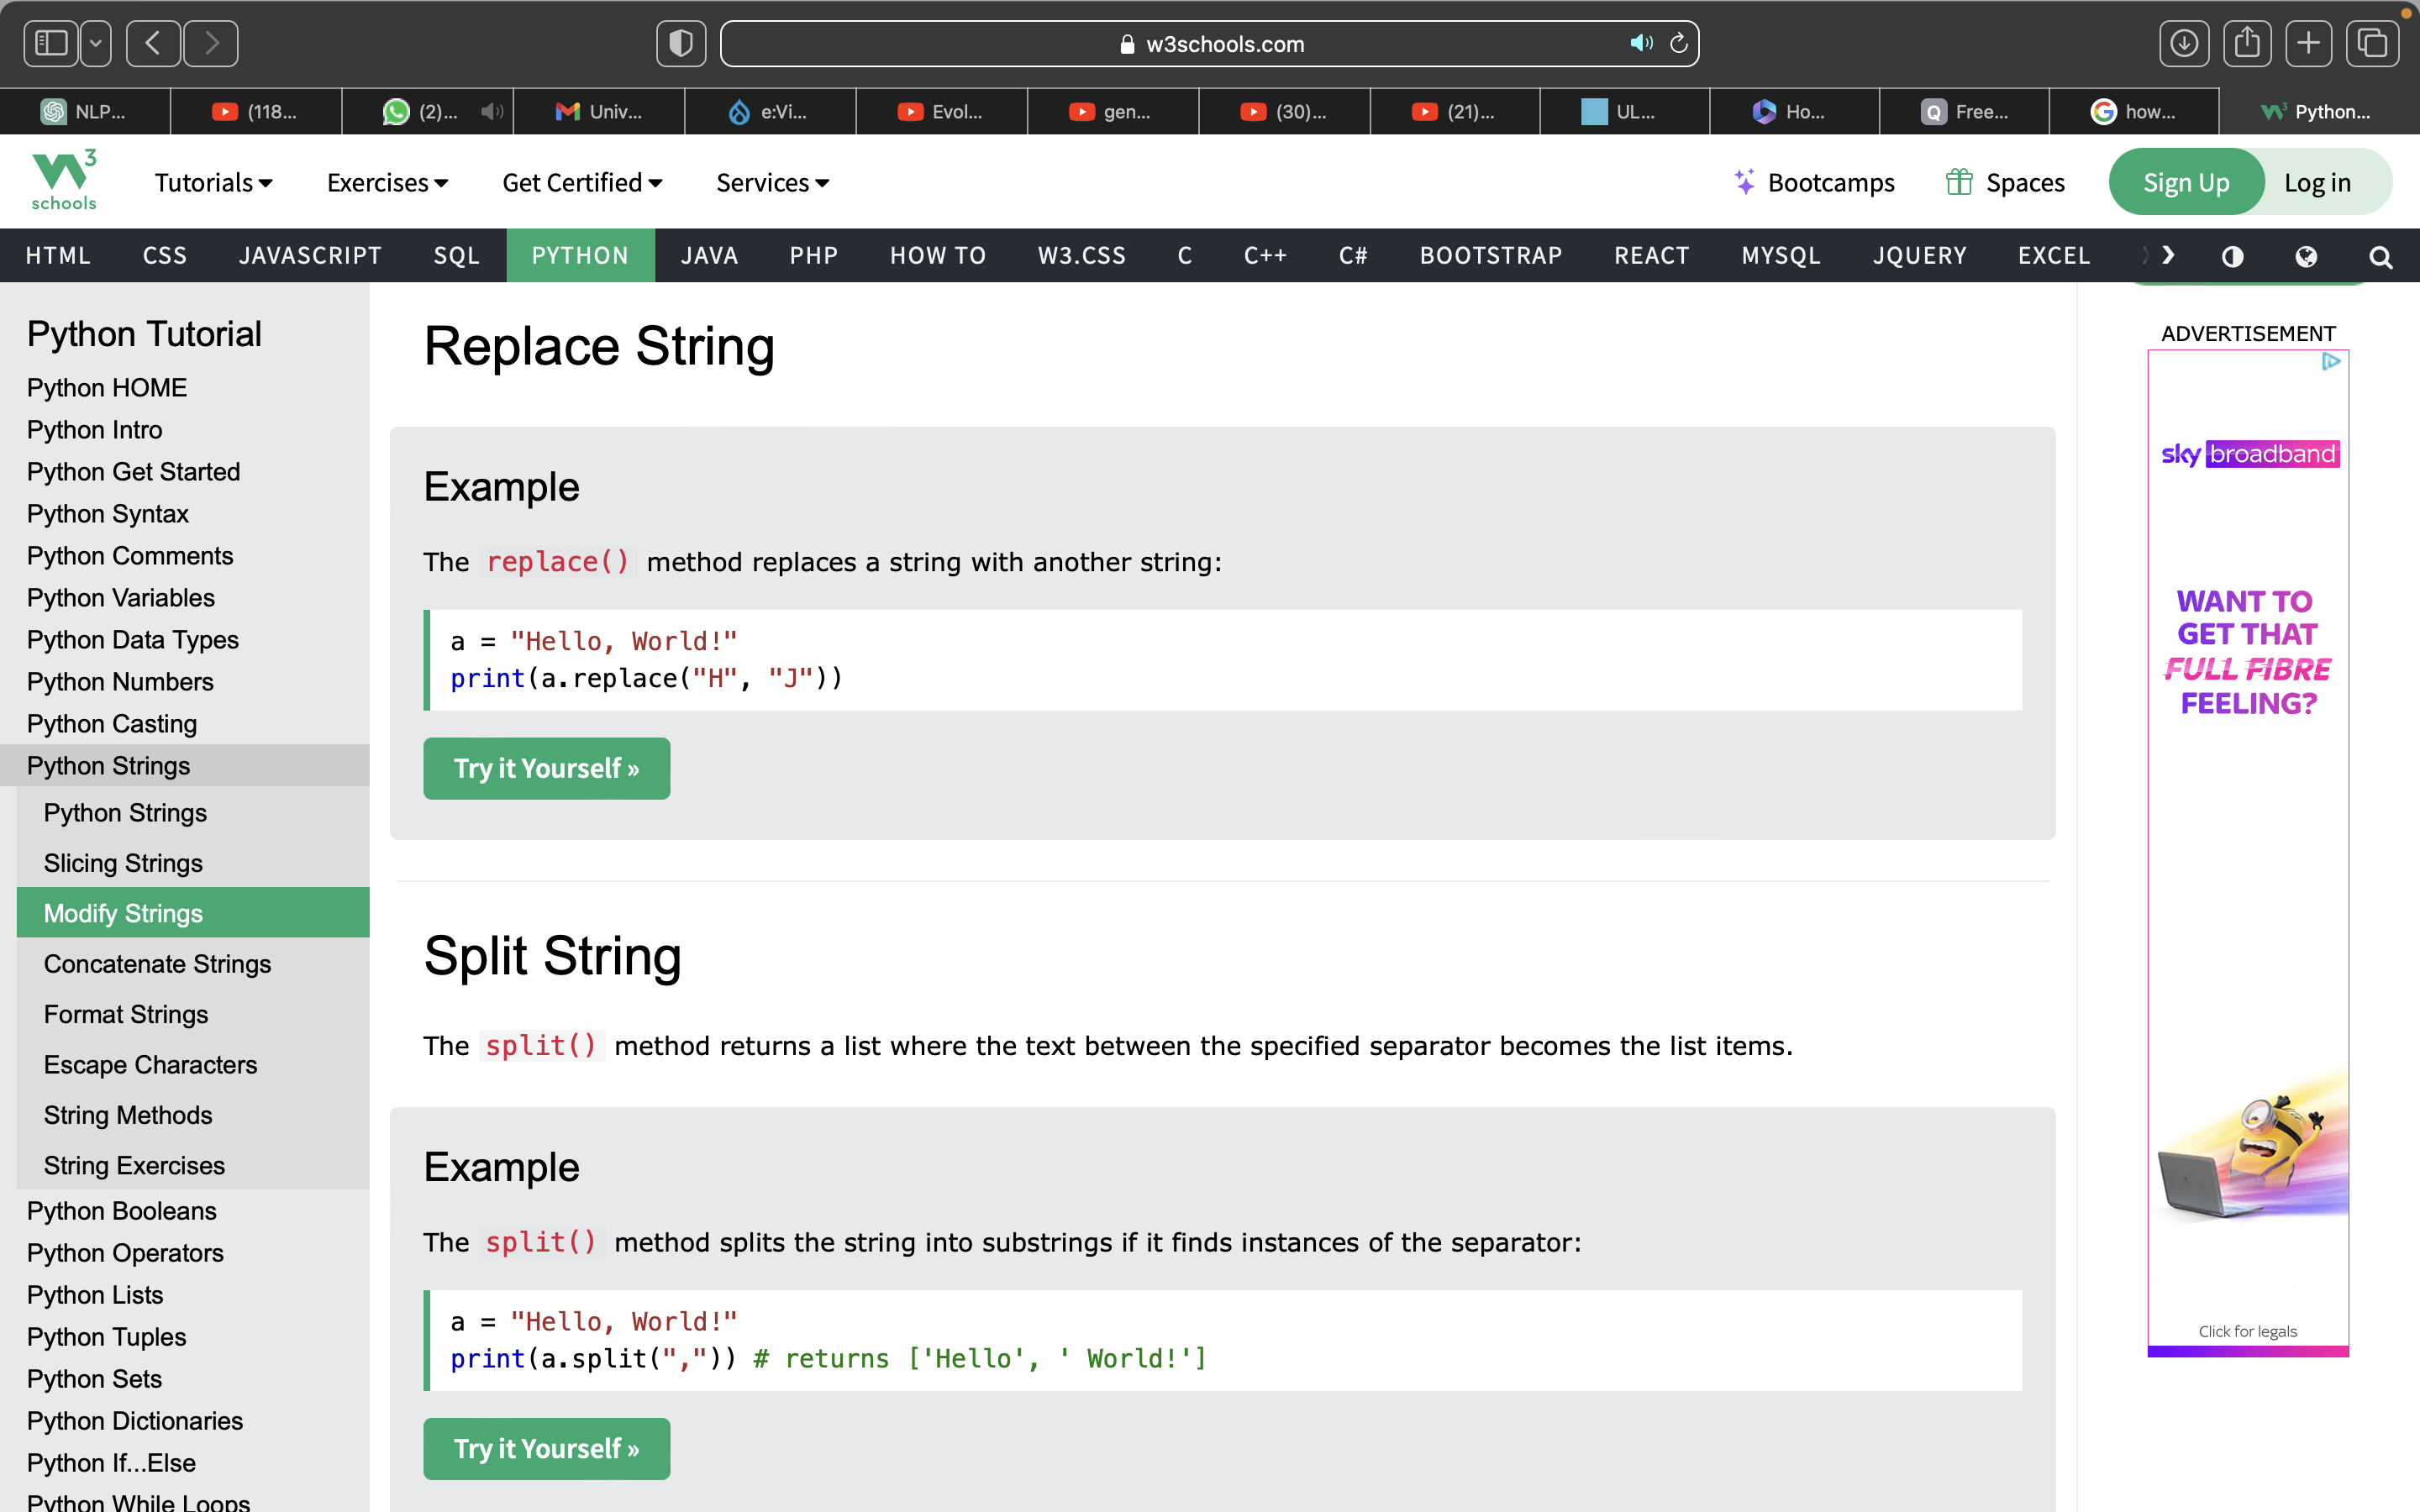 w3schools.com
NLP...
(118...
(2)...
Univ...
e:Vi...
Evol...
gen...
(30)...
(21)...
UL...
Ho...
Free...
how...
Python...
W3 schools
Tutorials
Exercises
Get Certified
Services
Bootcamps
Spaces
Sign Up
Log in
HTML CSS JAVASCRIPT SQL PYTHON JAVA PHP HOW TO W3.CSS C C++ C# BOOTSTRAP REACT MYSQL JQUERY EXCEL
Python Tutorial
Python HOME
Python Intro
Python Get Started
Python Syntax
Python Comments
Python Variables
Python Data Types
Python Numbers
Python Casting
Python Strings
Python Strings
Slicing Strings
Modify Strings
Concatenate Strings
Format Strings
Escape Characters
String Methods
String Exercises
Python Booleans
Python Operators
Python Lists
Python Tuples
Python Sets
Python Dictionaries
Python If...Else
Python While Loops
Replace String
Example
The replace() method replaces a string with another string:
a = "Hello, World!"
print(a.replace("H", "J"))
Try it Yourself »
Split String
The split() method returns a list where the text between the specified separator becomes the list items.
Example
The split() method splits the string into substrings if it finds instances of the separator:
a = "Hello, World!"
print(a.split(",")) # returns ['Hello', ' World!']
Try it Yourself »
ADVERTISEMENT
sky broadband
WANT TO
GET THAT
FULL FIBRE
FEELING?
Click for legals